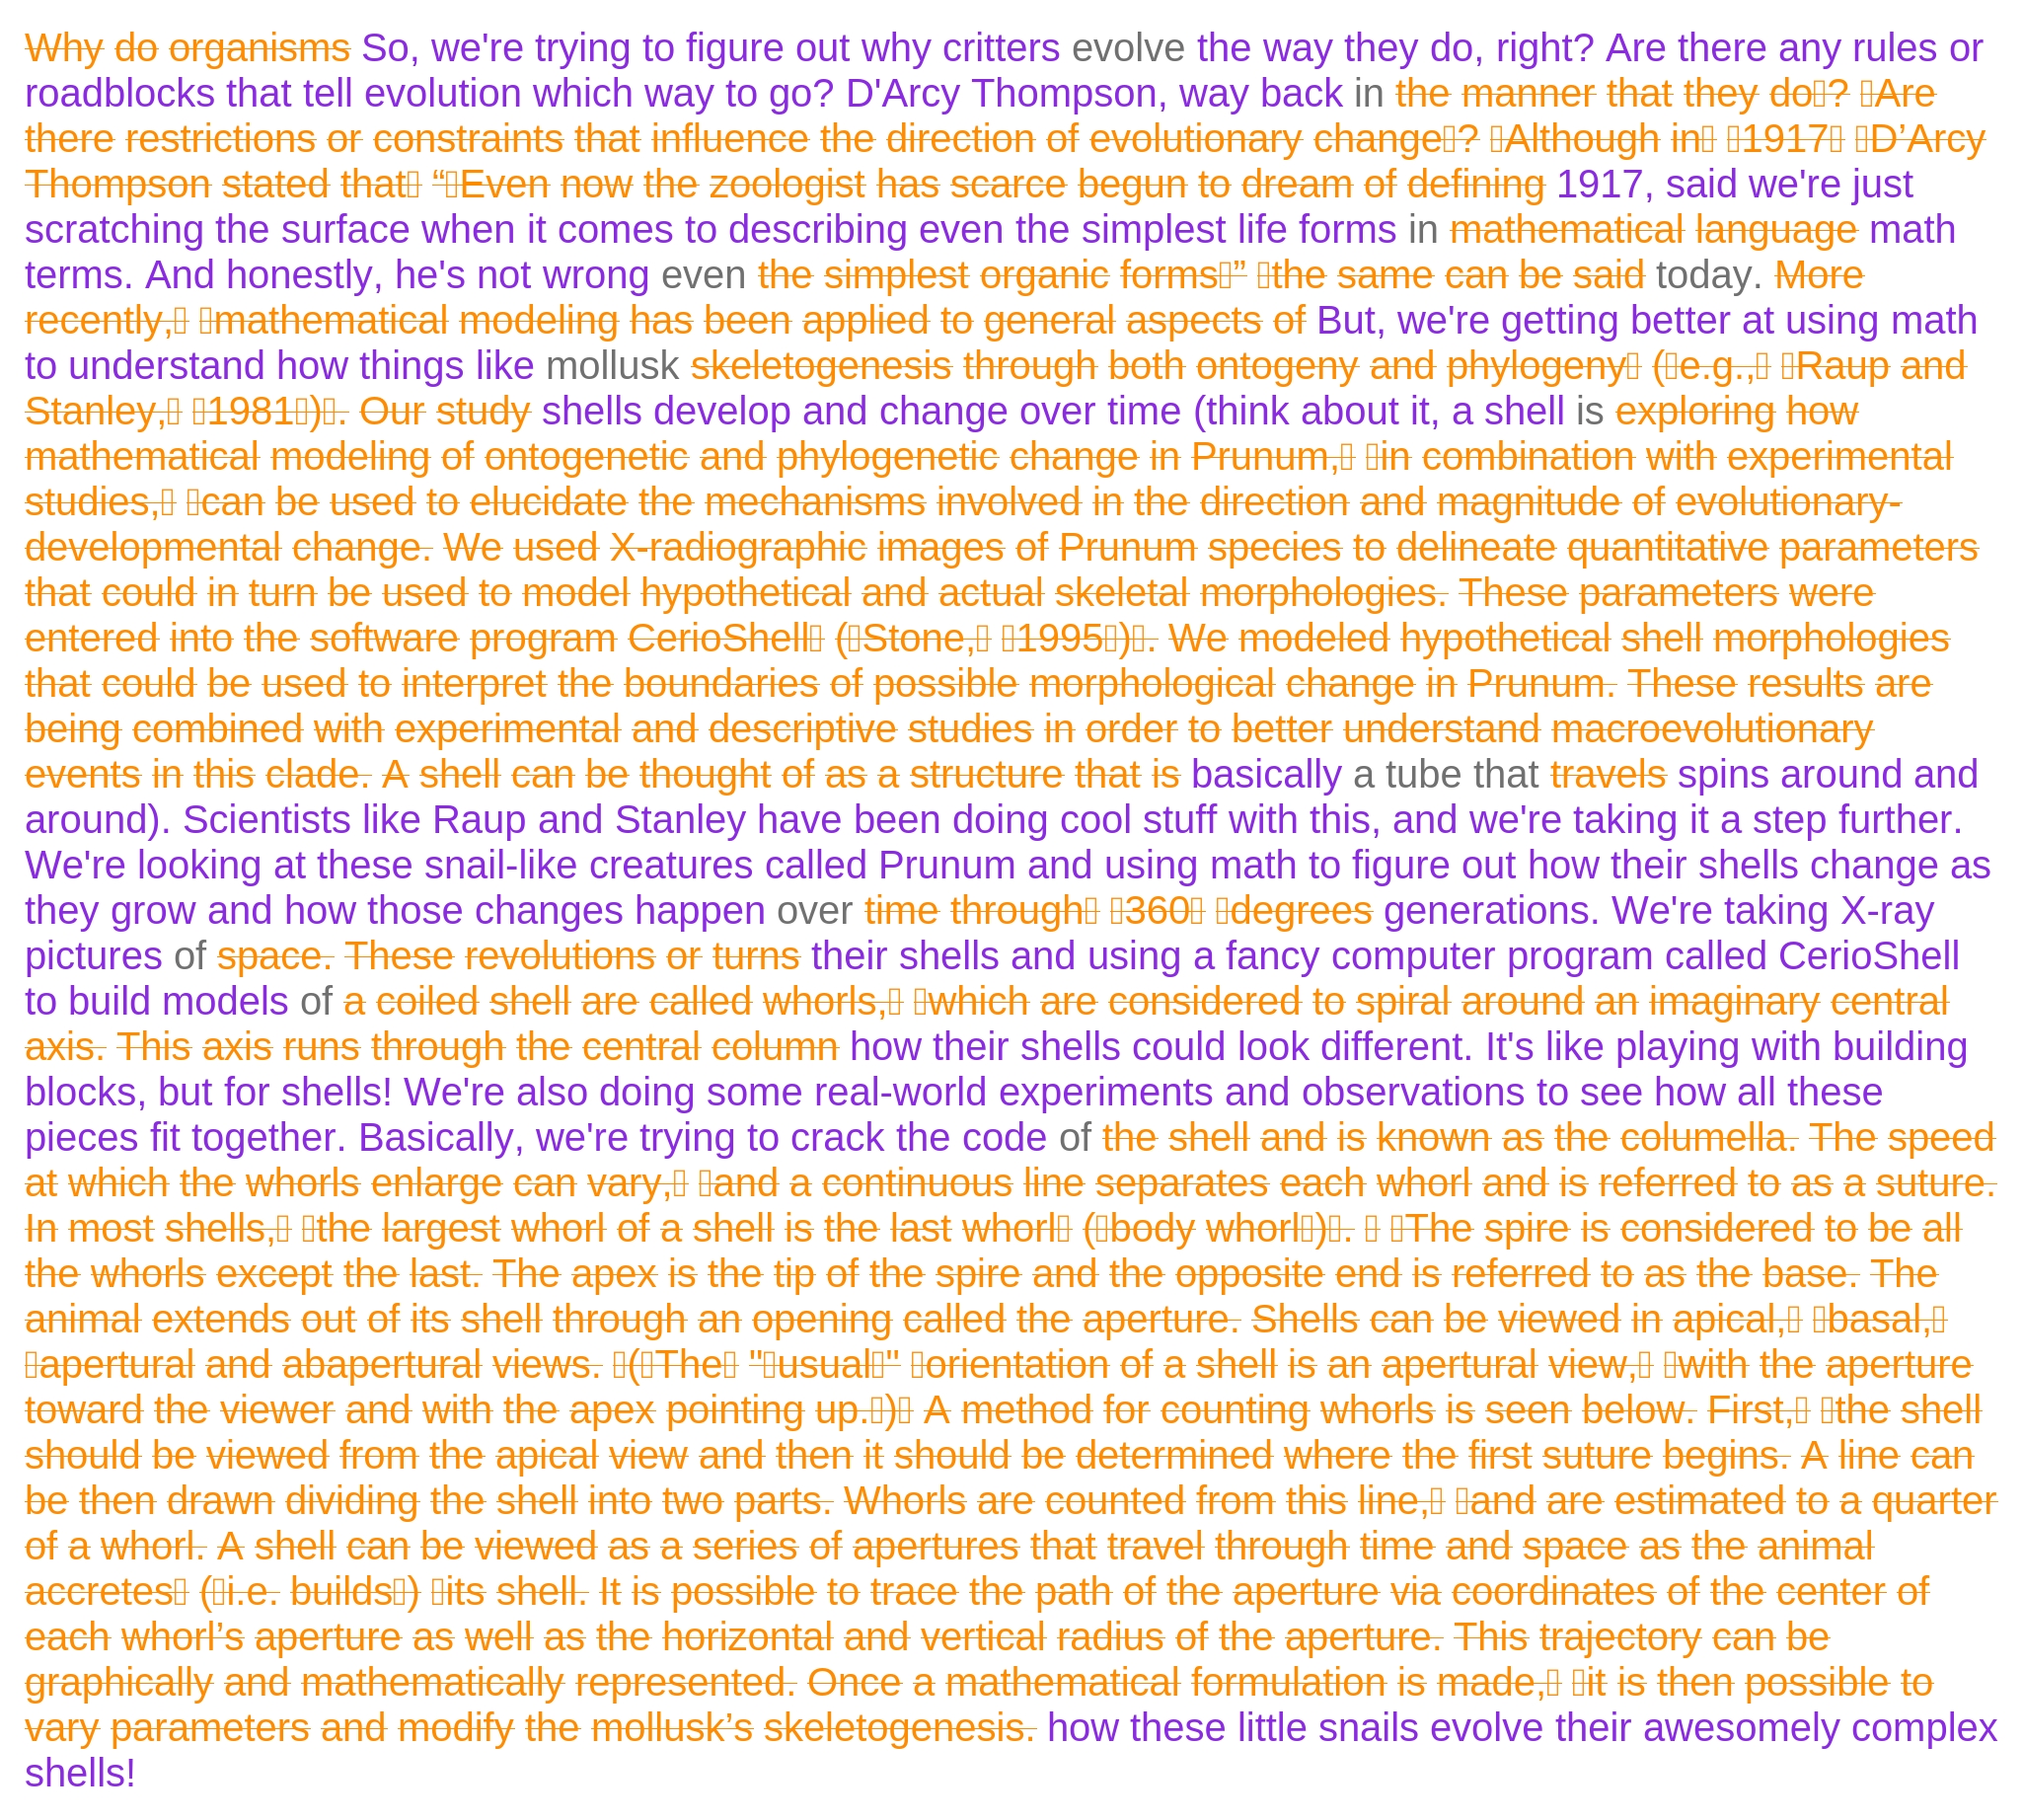 Why do organisms So, we're trying to figure out why critters evolve the way they do, right? Are there any rules or
roadblocks that tell evolution which way to go? D'Arcy Thompson, way back in the manner that they do▯? ▯Are
there restrictions or constraints that influence the direction of evolutionary change▯? ▯Although in▯ ▯1917▯ ▯D’Arcy
Thompson stated that▯ “▯Even now the zoologist has scarce begun to dream of defining 1917, said we're just
scratching the surface when it comes to describing even the simplest life forms in mathematical language math
terms. And honestly, he's not wrong even the simplest organic forms▯” ▯the same can be said today. More
recently,▯ ▯mathematical modeling has been applied to general aspects of But, we're getting better at using math
to understand how things like mollusk skeletogenesis through both ontogeny and phylogeny▯ (▯e.g.,▯ ▯Raup and
Stanley,▯ ▯1981▯)▯. Our study shells develop and change over time (think about it, a shell is exploring how
mathematical modeling of ontogenetic and phylogenetic change in Prunum,▯ ▯in combination with experimental
studies,▯ ▯can be used to elucidate the mechanisms involved in the direction and magnitude of evolutionary-
developmental change. We used X-radiographic images of Prunum species to delineate quantitative parameters
that could in turn be used to model hypothetical and actual skeletal morphologies. These parameters were
entered into the software program CerioShell▯ (▯Stone,▯ ▯1995▯)▯. We modeled hypothetical shell morphologies
that could be used to interpret the boundaries of possible morphological change in Prunum. These results are
being combined with experimental and descriptive studies in order to better understand macroevolutionary
events in this clade. A shell can be thought of as a structure that is basically a tube that travels spins around and
around). Scientists like Raup and Stanley have been doing cool stuff with this, and we're taking it a step further.
We're looking at these snail-like creatures called Prunum and using math to figure out how their shells change as
they grow and how those changes happen over time through▯ ▯360▯ ▯degrees generations. We're taking X-ray
pictures of space. These revolutions or turns their shells and using a fancy computer program called CerioShell
to build models of a coiled shell are called whorls,▯ ▯which are considered to spiral around an imaginary central
axis. This axis runs through the central column how their shells could look different. It's like playing with building
blocks, but for shells! We're also doing some real-world experiments and observations to see how all these
pieces fit together. Basically, we're trying to crack the code of the shell and is known as the columella. The speed
at which the whorls enlarge can vary,▯ ▯and a continuous line separates each whorl and is referred to as a suture.
In most shells,▯ ▯the largest whorl of a shell is the last whorl▯ (▯body whorl▯)▯. ▯ ▯The spire is considered to be all
the whorls except the last. The apex is the tip of the spire and the opposite end is referred to as the base. The
animal extends out of its shell through an opening called the aperture. Shells can be viewed in apical,▯ ▯basal,▯
▯apertural and abapertural views. ▯(▯The▯ "▯usual▯" ▯orientation of a shell is an apertural view,▯ ▯with the aperture
toward the viewer and with the apex pointing up.▯)▯ A method for counting whorls is seen below. First,▯ ▯the shell
should be viewed from the apical view and then it should be determined where the first suture begins. A line can
be then drawn dividing the shell into two parts. Whorls are counted from this line,▯ ▯and are estimated to a quarter
of a whorl. A shell can be viewed as a series of apertures that travel through time and space as the animal
accretes▯ (▯i.e. builds▯) ▯its shell. It is possible to trace the path of the aperture via coordinates of the center of
each whorl’s aperture as well as the horizontal and vertical radius of the aperture. This trajectory can be
graphically and mathematically represented. Once a mathematical formulation is made,▯ ▯it is then possible to
vary parameters and modify the mollusk’s skeletogenesis. how these little snails evolve their awesomely complex
shells!